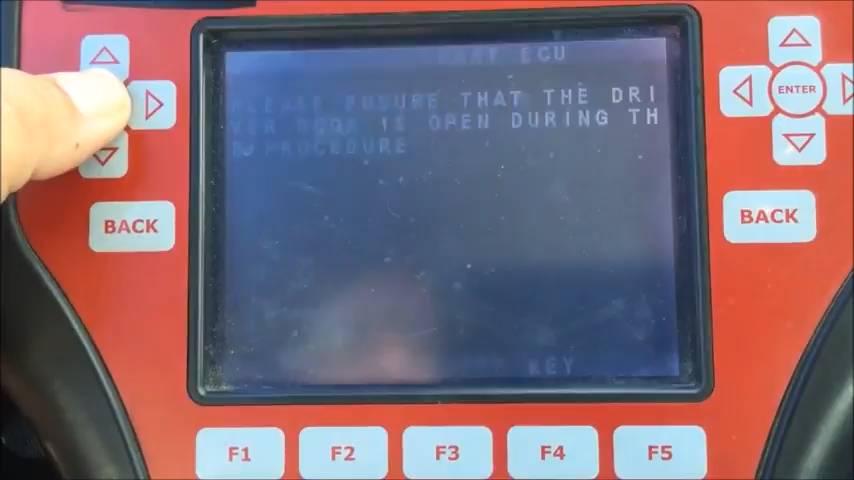 ECU
PLEASE ENSURE THAT THE DRI
VER DOOR IS OPEN DURING TH
PROCEDURE
KEY
ENTER
BACK
BACK
F1
F2
F3
F4
F5